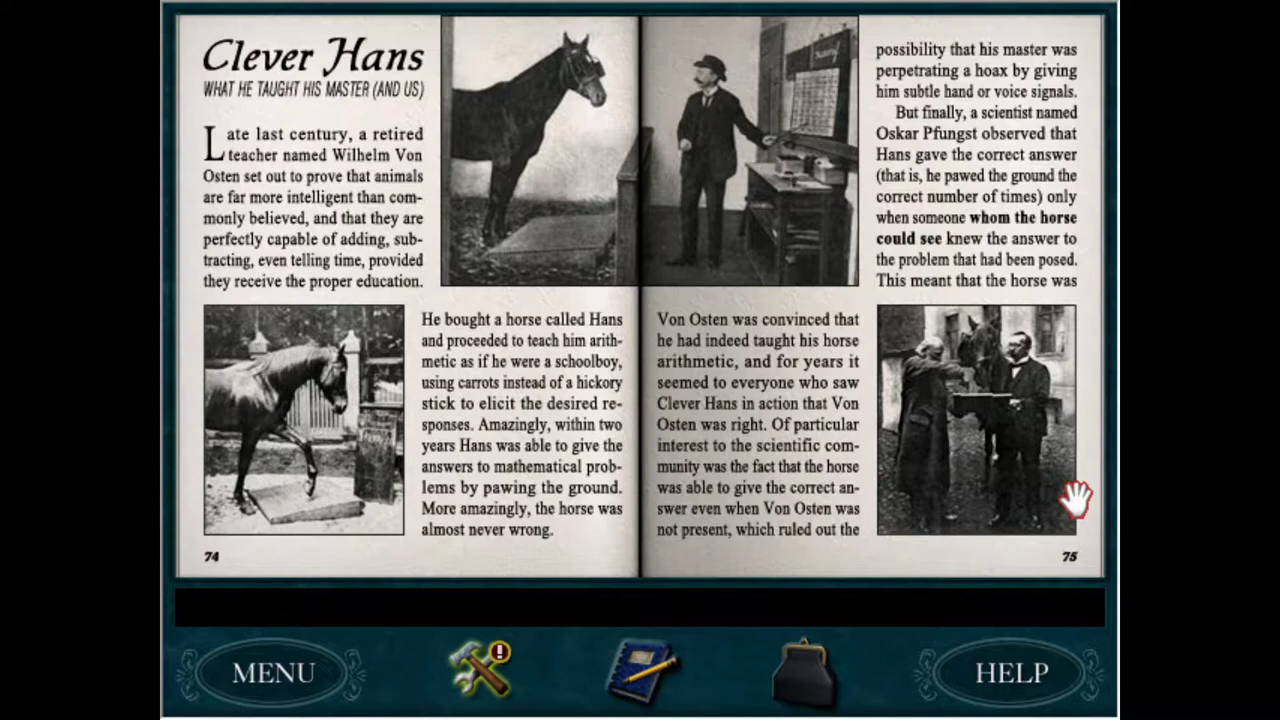 Clever Hans
WHAT HE TAUGHT HIS MASTER (AND US)
Late last century, a retired
teacher named Wilhelm Von
Osten set out to prove that animals
are far more intelligent than com-
monly believed, and that they are
perfectly capable of adding, sub-
tracting, even telling time, provided
they receive the proper education.
He bought a horse called Hans
and proceeded to teach him arith-
metic as if he were a schoolboy,
using carrots instead of a hickory
stick to elicit the desired re-
sponses. Amazingly, within two
years Hans was able to give the
answers to mathematical prob-
lems by pawing the ground.
More amazingly, the horse was
almost never wrong.
74
Von Osten was convinced that
he had indeed taught his horse
arithmetic, and for years it
seemed to everyone who saw
Clever Hans in action that Von
Osten was right. Of particular
interest to the scientific com-
munity was the fact that the horse
was able to give the correct an-
swer even when Von Osten was
not present, which ruled out the
possibility that his master was
perpetrating a hoax by giving
him subtle hand or voice signals.
But finally, a scientist named
Oskar Pfungst observed that
Hans gave the correct answer
(that is, he pawed the ground the
correct number of times) only
when someone whom the horse
could see knew the answer to
the problem that had been posed.
This meant that the horse was
75
MENU
!
HELP